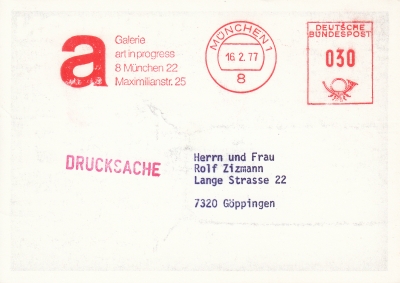 a
Galerie
art in progress
8 München 22
Maximilianstr. 25
MÜNCHEN 1
16.2.77
8
DEUTSCHE
BUNDESPOST
030
DRUCKSACHE
Herrn und Frau
Rolf Zizmann
Lange Strasse 22
7320 Göppingen